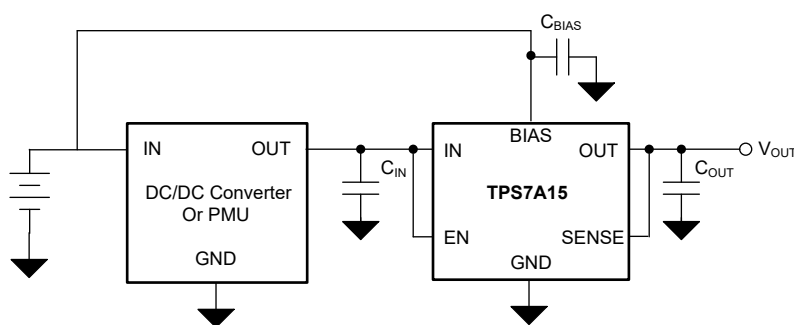 CBIAS
IN
OUT
DC/DC Converter
Or PMU
GND
CIN
IN
BIAS
OUT
TPS7A15
EN
SENSE
GND
COUT
VOUT